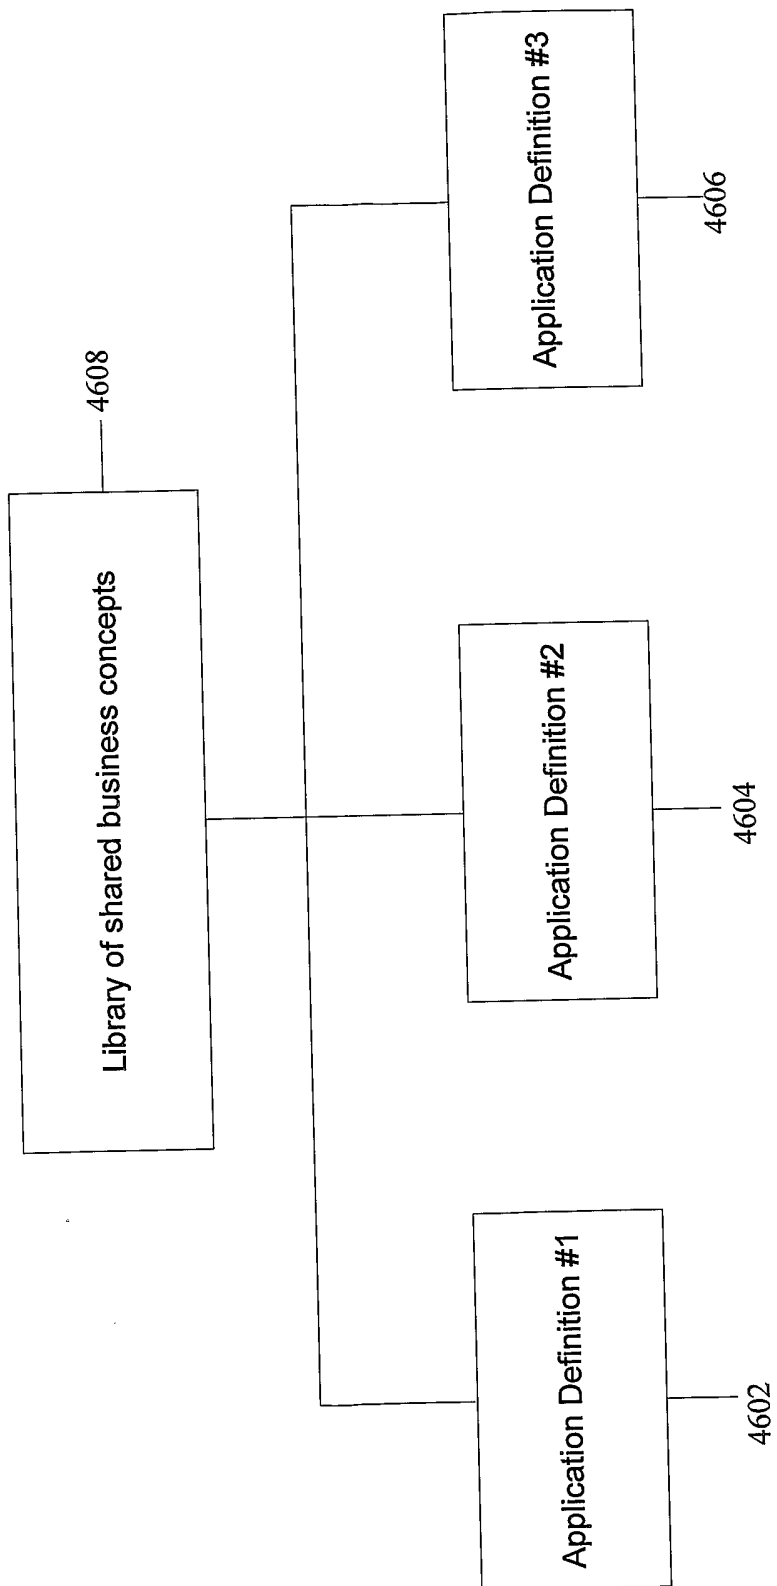 Library of shared business concepts
4608
Application Definition #1
Application Definition #2
Application Definition #3
4602
4604
4606